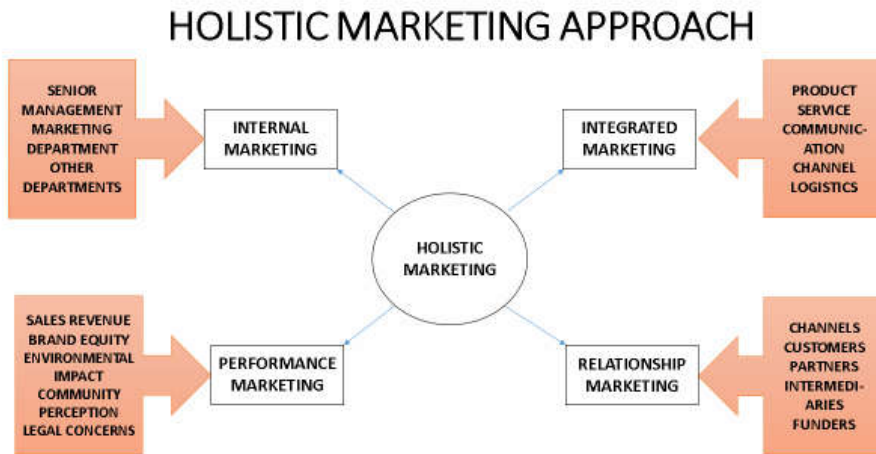 HOLISTIC MARKETING APPROACH
SENIOR
MANAGEMENT
MARKETING
DEPARTMENT
OTHER
DEPARTMENTS
INTERNAL
MARKETING
INTEGRATED
MARKETING
PRODUCT
SERVICE
COMMUNIC-
ATION
CHANNEL
LOGISTICS
HOLISTIC
MARKETING
SALES REVENUE
BRAND EQUITY
ENVIRONMENTAL
IMPACT
COMMUNITY
PERCEPTION
LEGAL CONCERNS
PERFORMANCE
MARKETING
RELATIONSHIP
MARKETING
CHANNELS
CUSTOMERS
PARTNERS
INTERMEDI-
ARIES
FUNDERS